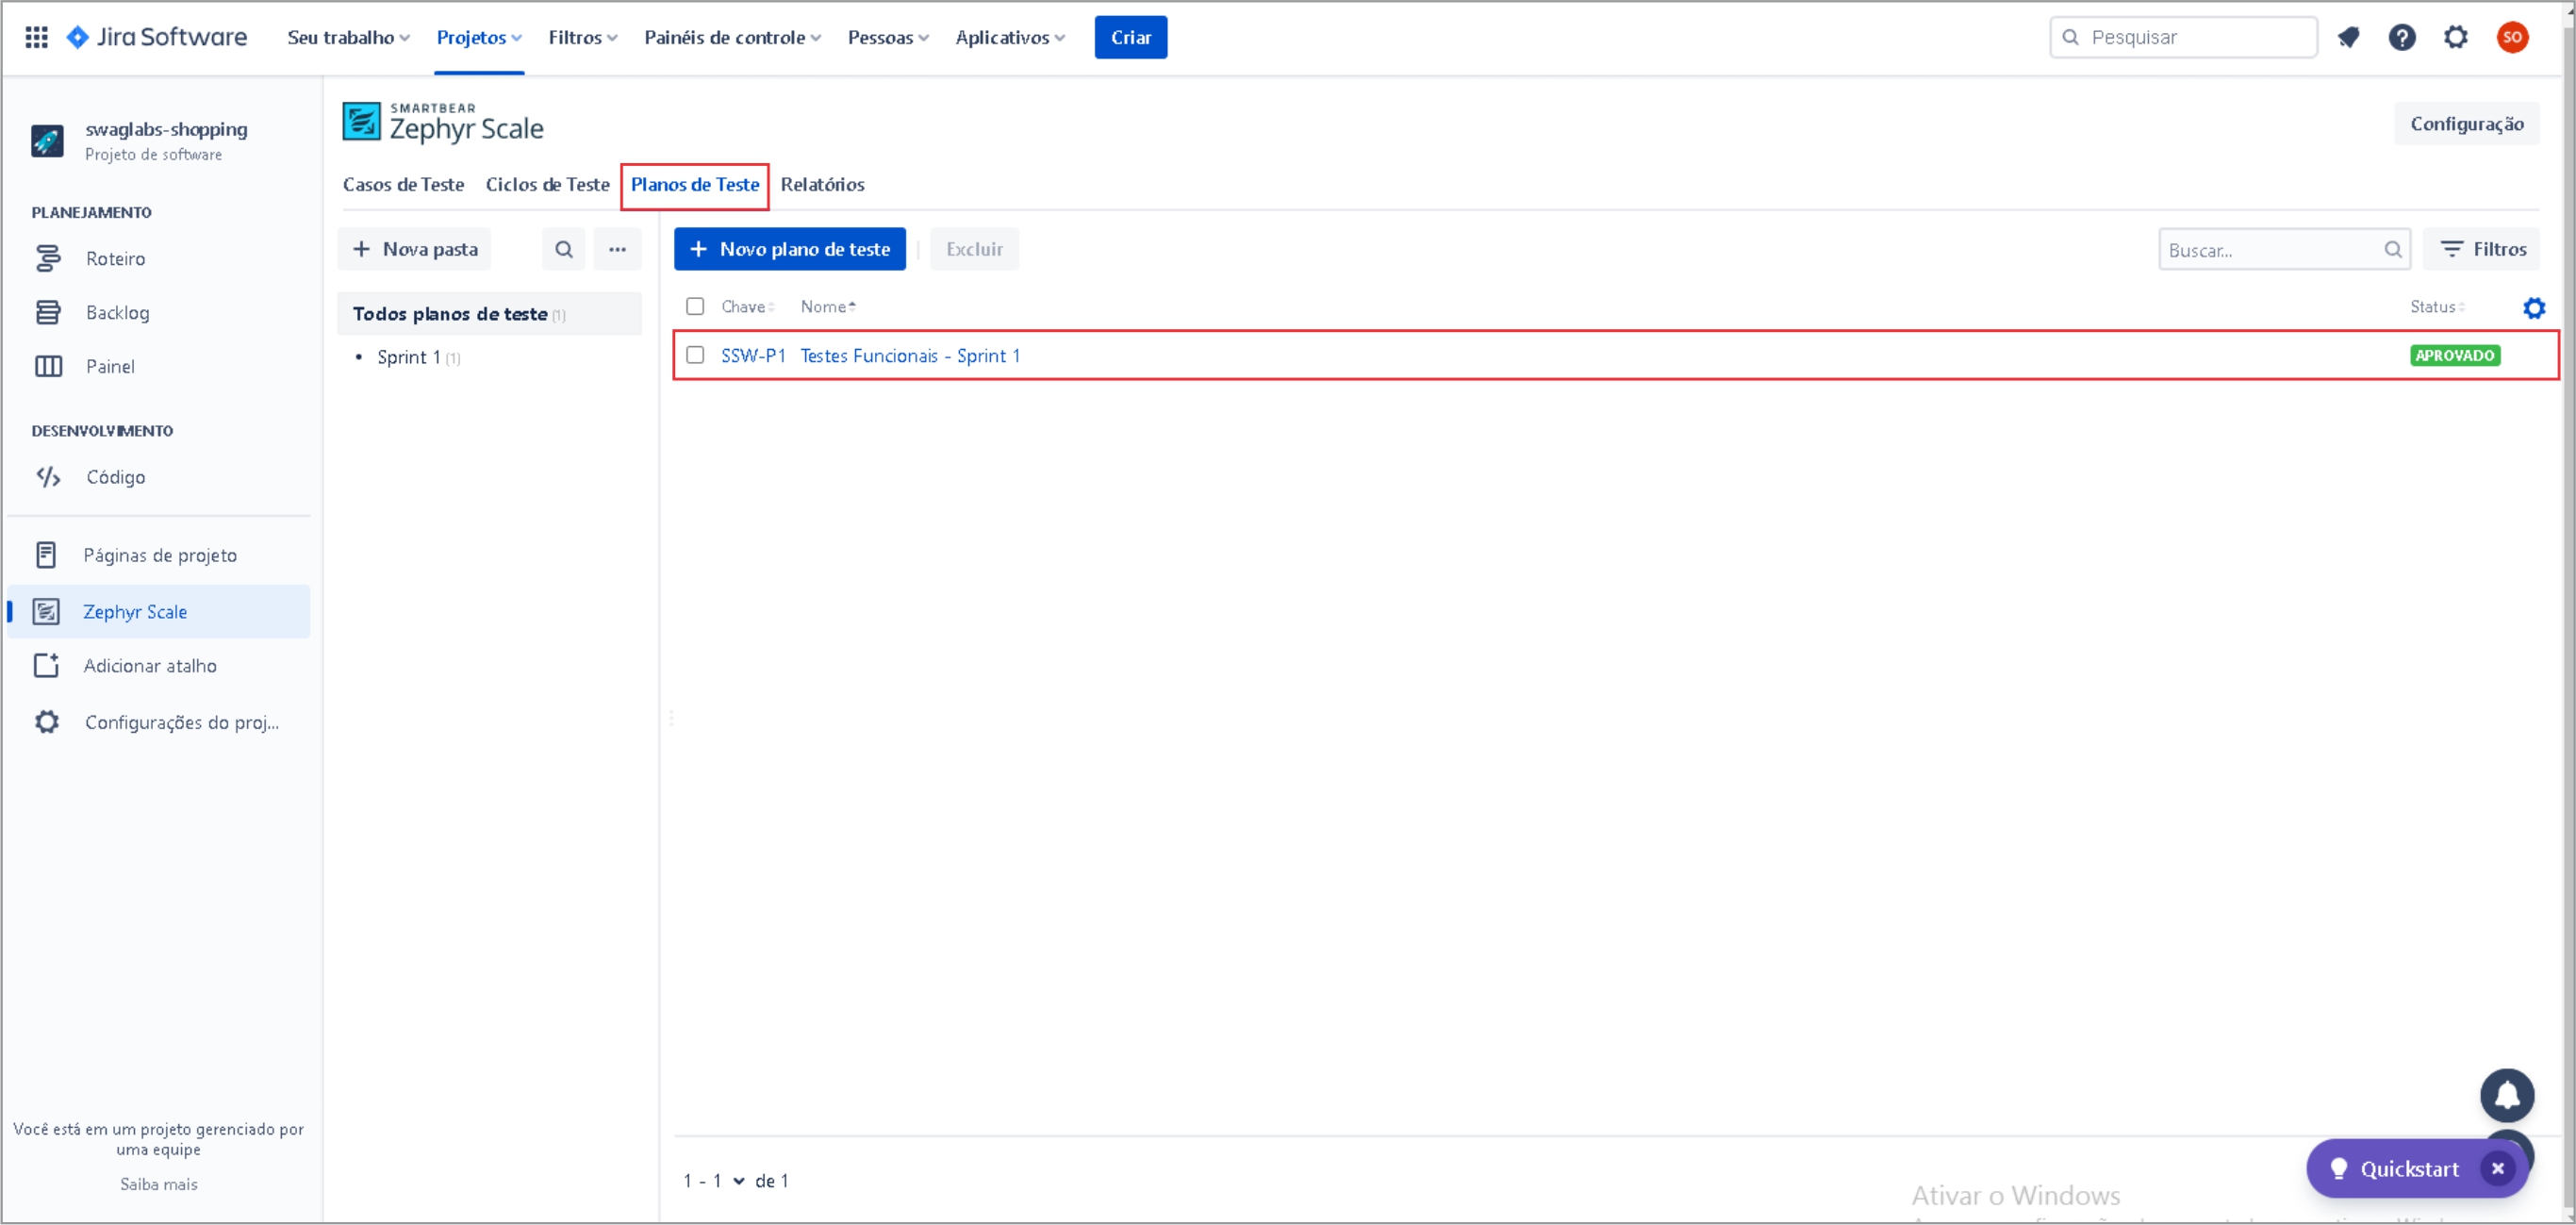 Jira Software Seu trabalho Projetos Filtros Painéis de controle Pessoas Aplicativos Criar Pesquisar SO
swaglabs-shopping
Projeto de software
PLANEJAMENTO
Roteiro
Backlog
Painel
DESENVOLVIMENTO
Código
Páginas de projeto
Zephyr Scale
Adicionar atalho
Configurações do proj...
Você está em um projeto gerenciado por
uma equipe
Saiba mais
SMARTBEAR
Zephyr Scale
Configuração
Casos de Teste Ciclos de Teste Planos de Teste Relatórios
+ Nova pasta ...
Todos planos de teste (1)
• Sprint 1 (1)
+ Novo plano de teste Excluir Buscar... Filtros
Chave Nome Status
SSW-P1 Testes Funcionais - Sprint 1 APROVADO
1 - 1 de 1
Quickstart
Ativar o Windows